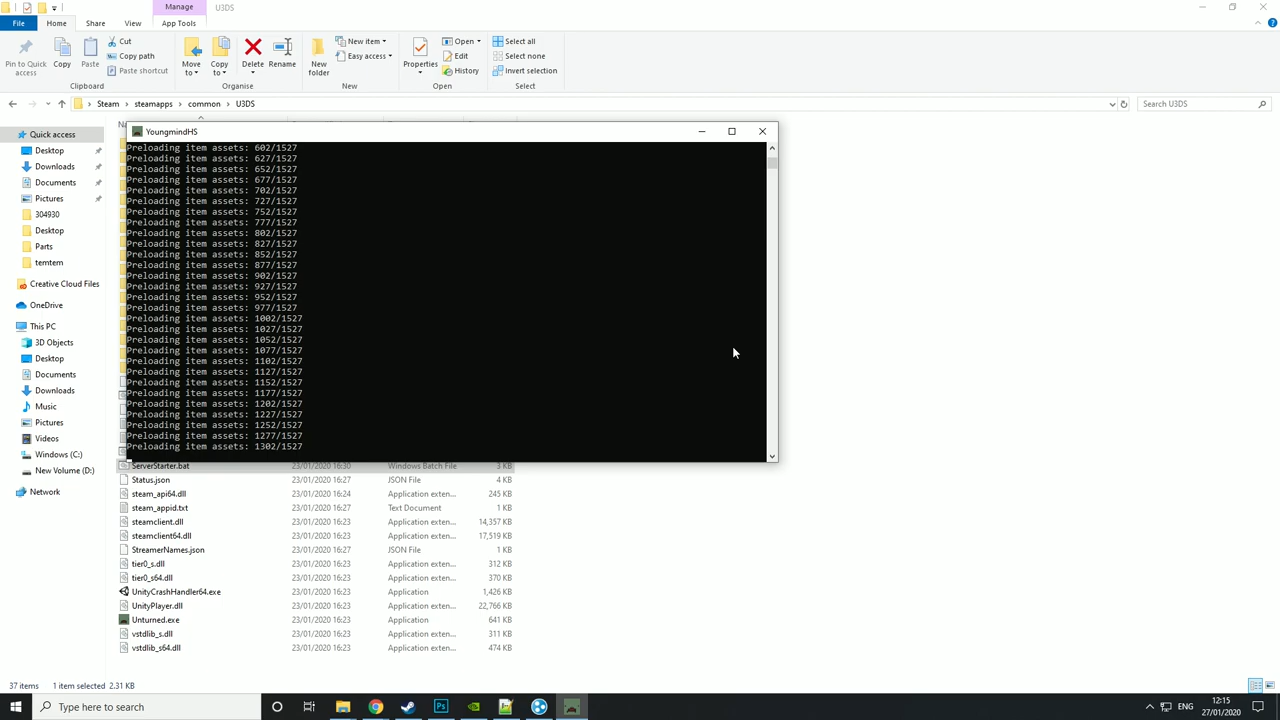 Manage
U3DS
File
Home
Share
View
App Tools
Pin to Quick access
Copy
Paste
Cut
Copy path
Paste shortcut
Clipboard
Move to
Copy to
Delete
Rename
Organise
New folder
New item
Easy access
New
Properties
Open
Edit
History
Open
Select all
Select none
Invert selection
Select
Steam > steamapps > common > U3DS
Search U3DS
Quick access
Desktop
Downloads
Documents
Pictures
304930
Desktop
Parts
temtem
Creative Cloud Files
OneDrive
This PC
3D Objects
Desktop
Documents
Downloads
Music
Pictures
Videos
Windows (C:)
New Volume (D:)
Network
YoungmindHS
Preloading item assets: 602/1527
Preloading item assets: 627/1527
Preloading item assets: 652/1527
Preloading item assets: 677/1527
Preloading item assets: 702/1527
Preloading item assets: 727/1527
Preloading item assets: 752/1527
Preloading item assets: 777/1527
Preloading item assets: 802/1527
Preloading item assets: 827/1527
Preloading item assets: 852/1527
Preloading item assets: 877/1527
Preloading item assets: 902/1527
Preloading item assets: 927/1527
Preloading item assets: 952/1527
Preloading item assets: 977/1527
Preloading item assets: 1002/1527
Preloading item assets: 1027/1527
Preloading item assets: 1052/1527
Preloading item assets: 1077/1527
Preloading item assets: 1102/1527
Preloading item assets: 1127/1527
Preloading item assets: 1152/1527
Preloading item assets: 1177/1527
Preloading item assets: 1202/1527
Preloading item assets: 1227/1527
Preloading item assets: 1252/1527
Preloading item assets: 1277/1527
Preloading item assets: 1302/1527
ServerStarter.bat 23/01/2020 16:30 Windows Batch File 3 KB
Status.json 23/01/2020 16:27 JSON File 4 KB
steam_api64.dll 23/01/2020 16:24 Application exten... 245 KB
steam_appid.txt 23/01/2020 16:27 Text Document 1 KB
steamclient.dll 23/01/2020 16:23 Application exten... 14,357 KB
steamclient64.dll 23/01/2020 16:23 Application exten... 17,519 KB
StreamerNames.json 23/01/2020 16:27 JSON File 1 KB
tier0_s.dll 23/01/2020 16:23 Application exten... 312 KB
tier0_s64.dll 23/01/2020 16:23 Application exten... 370 KB
UnityCrashHandler64.exe 23/01/2020 16:23 Application 1,426 KB
UnityPlayer.dll 23/01/2020 16:23 Application exten... 22,766 KB
Unturned.exe 23/01/2020 16:23 Application 641 KB
vstdlib_s.dll 23/01/2020 16:23 Application exten... 311 KB
vstdlib_s64.dll 23/01/2020 16:23 Application exten... 474 KB
37 items 1 item selected 2.31 KB
Type here to search
Ps
ENG
12:15
27/01/2020